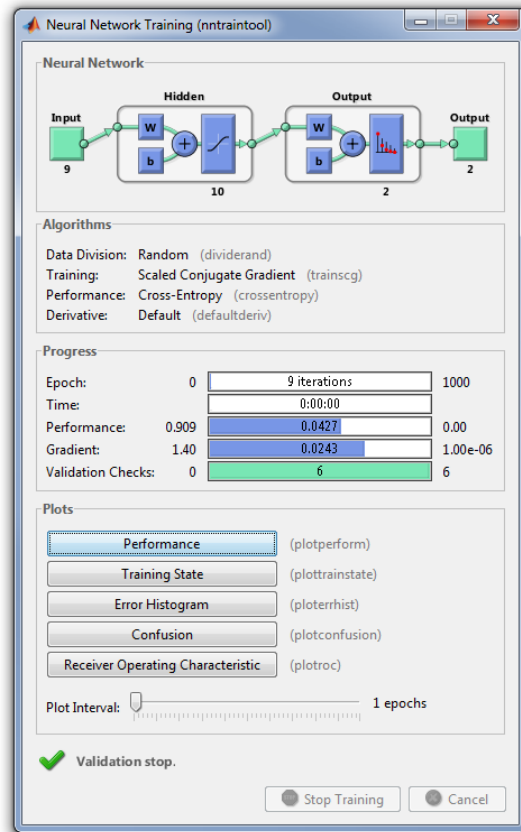 Neural Network Training (nntraintool)
Neural Network
Hidden Output
Input Output
W b + W b +
9 10 2 2
Algorithms
Data Division: Random (dividerand)
Training: Scaled Conjugate Gradient (trainscg)
Performance: Cross-Entropy (crossentropy)
Derivative: Default (defaultderiv)
Progress
Epoch: 0 9 iterations 1000
Time: 0:00:00
Performance: 0.909 0.0427 0.00
Gradient: 1.40 0.0243 1.00e-06
Validation Checks: 0 6 6
Plots
Performance (plotperform)
Training State (plottrainstate)
Error Histogram (ploterrhist)
Confusion (plotconfusion)
Receiver Operating Characteristic (plotroc)
Plot Interval: 1 epochs
Validation stop.
Stop Training Cancel